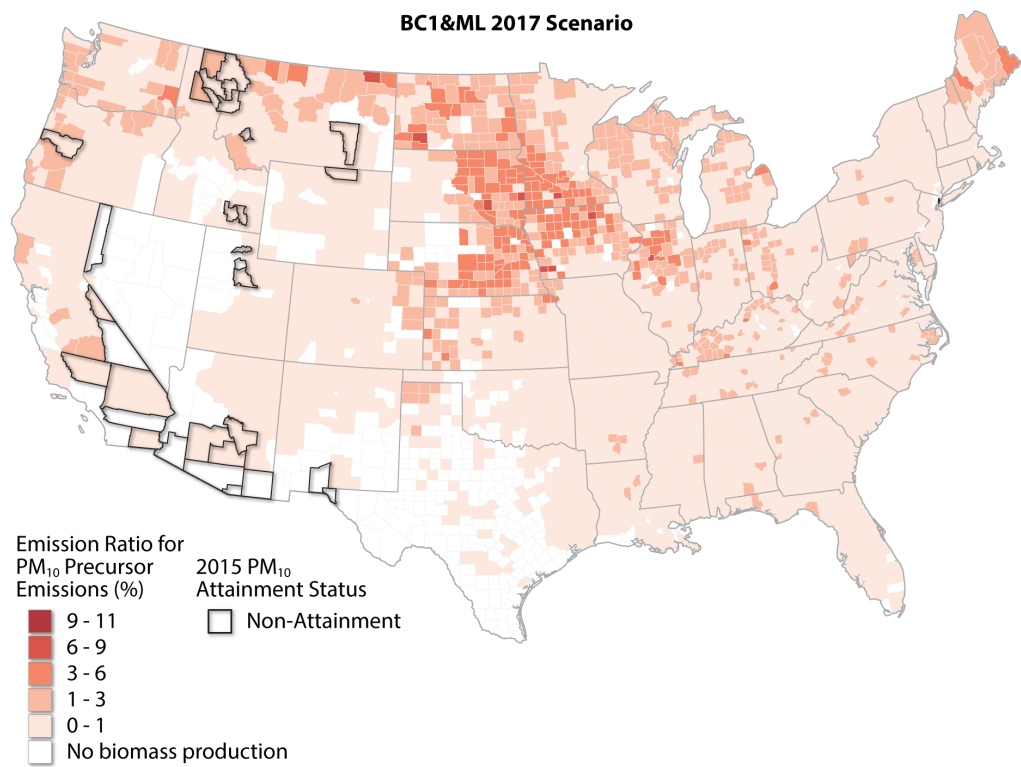 BC1&ML 2017 Scenario
Emission Ratio for
PM₁₀ Precursor
Emissions (%)
9 - 11
6 - 9
3 - 6
1 - 3
0 - 1
No biomass production
2015 PM₁₀
Attainment Status
Non-Attainment